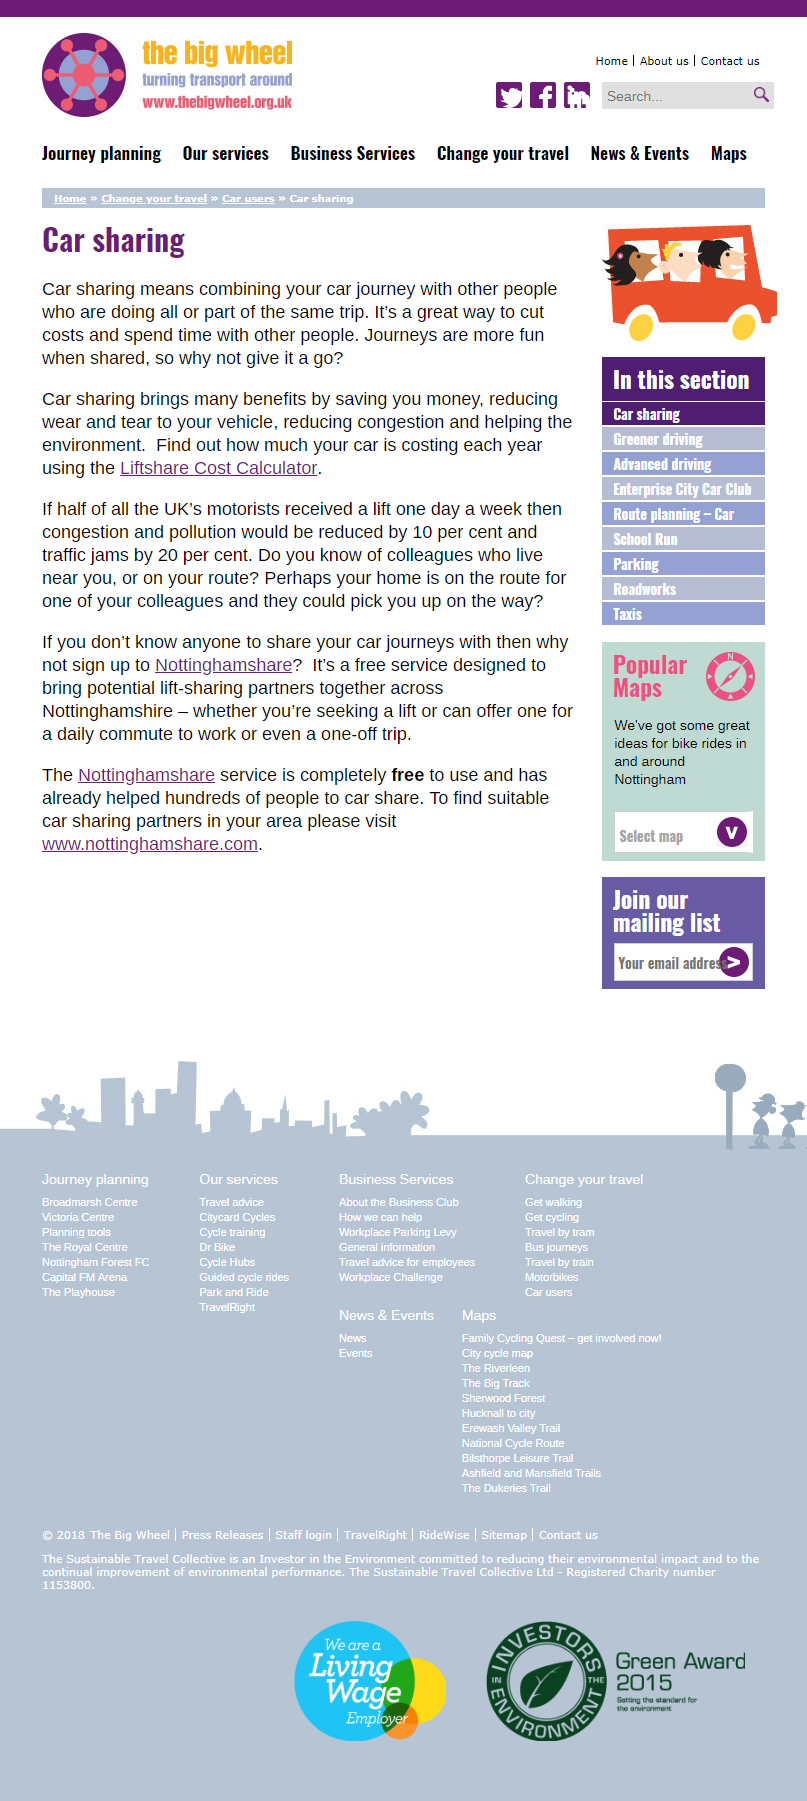 the big wheel
turning transport around
www.thebigwheel.org.uk
Home | About us | Contact us
Search...
Journey planning Our services Business Services Change your travel News & Events Maps
Home » Change your travel » Car users » Car sharing
Car sharing
Car sharing means combining your car journey with other people
who are doing all or part of the same trip. It’s a great way to cut
costs and spend time with other people. Journeys are more fun
when shared, so why not give it a go?
Car sharing brings many benefits by saving you money, reducing
wear and tear to your vehicle, reducing congestion and helping the
environment.  Find out how much your car is costing each year
using the Liftshare Cost Calculator.
If half of all the UK’s motorists received a lift one day a week then
congestion and pollution would be reduced by 10 per cent and
traffic jams by 20 per cent. Do you know of colleagues who live
near you, or on your route? Perhaps your home is on the route for
one of your colleagues and they could pick you up on the way?
If you don’t know anyone to share your car journeys with then why
not sign up to Nottinghamshare?  It’s a free service designed to
bring potential lift-sharing partners together across
Nottinghamshire – whether you’re seeking a lift or can offer one for
a daily commute to work or even a one-off trip.
The Nottinghamshare service is completely free to use and has
already helped hundreds of people to car share. To find suitable
car sharing partners in your area please visit
www.nottinghamshare.com.
In this section
Car sharing
Greener driving
Advanced driving
Enterprise City Car Club
Route planning – Car
School Run
Parking
Roadworks
Taxis
Popular
Maps
N
We've got some great
ideas for bike rides in
and around
Nottingham
Select map
Join our
mailing list
Your email address
Journey planning
Broadmarsh Centre
Victoria Centre
Planning tools
The Royal Centre
Nottingham Forest FC
Capital FM Arena
The Playhouse
Our services
Travel advice
Citycard Cycles
Cycle training
Dr Bike
Cycle Hubs
Guided cycle rides
Park and Ride
TravelRight
Business Services
About the Business Club
How we can help
Workplace Parking Levy
General information
Travel advice for employees
Workplace Challenge
Change your travel
Get walking
Get cycling
Travel by tram
Bus journeys
Travel by train
Motorbikes
Car users
News & Events
News
Events
Maps
Family Cycling Quest – get involved now!
City cycle map
The Riverleen
The Big Track
Sherwood Forest
Hucknall to city
Erewash Valley Trail
National Cycle Route
Bilsthorpe Leisure Trail
Ashfield and Mansfield Trails
The Dukeries Trail
© 2018 The Big Wheel | Press Releases | Staff login | TravelRight | RideWise | Sitemap | Contact us
The Sustainable Travel Collective is an Investor in the Environment committed to reducing their environmental impact and to the
continual improvement of environmental performance. The Sustainable Travel Collective Ltd - Registered Charity number
1153800.
We are a
Living
Wage
Employer
INVESTORS
IN THE
ENVIRONMENT
Green Award
2015
Setting the standard for
the environment